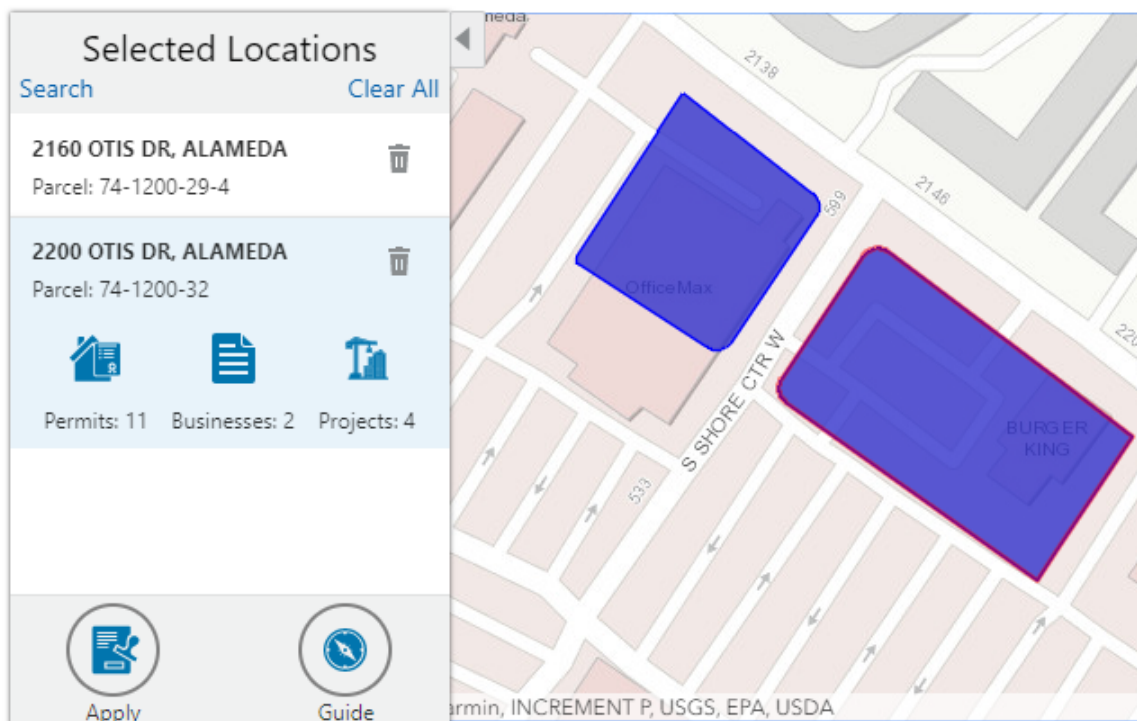 Selected Locations
Search
Clear All
2160 OTIS DR, ALAMEDA
Parcel: 74-1200-29-4
2200 OTIS DR, ALAMEDA
Parcel: 74-1200-32
Permits: 11
Businesses: 2
Projects: 4
Apply
Guide
2138
2146
599
OfficeMax
S SHORE CTR W
BURGER
KING
533
INCREMENT P, USGS, EPA, USDA